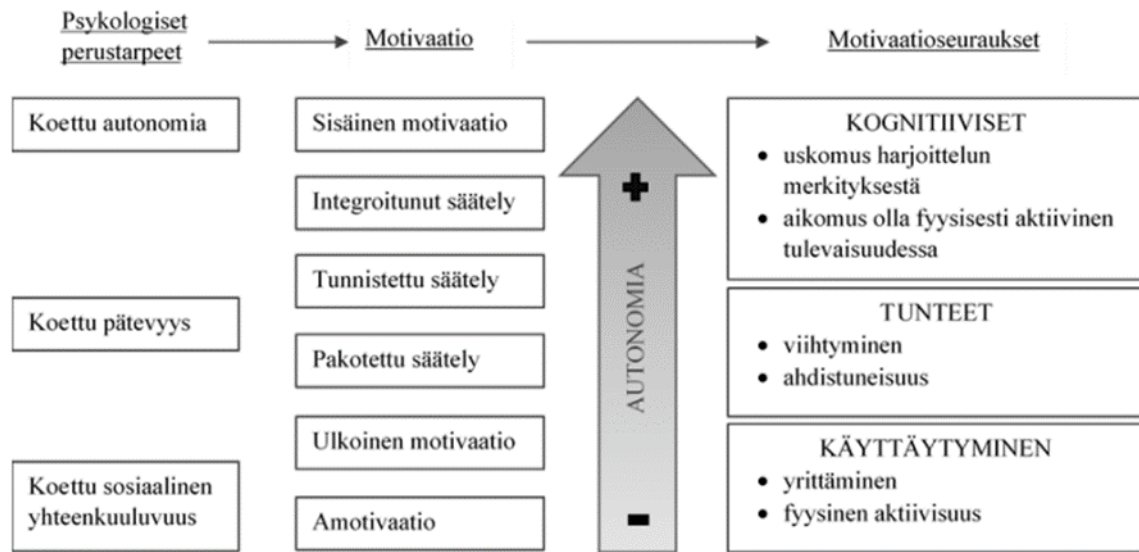 Psykologiset
perustarpeet
Motivaatio
Motivaatioseuraukset
Koettu autonomia
Koettu pätevyys
Koettu sosiaalinen
yhteenkuuluvuus
Sisäinen motivaatio
Integroitunut säätely
Tunnistettu säätely
Pakotettu säätely
Ulkoinen motivaatio
Amotivaatio
+
AUTONOMIA
-
KOGNITIIVISET
• uskomus harjoittelun
merkityksestä
• aikomus olla fyysisesti aktiivinen
tulevaisuudessa
TUNTEET
• viihtyminen
• ahdistuneisuus
KÄYTTÄYTYMINEN
• yrittäminen
• fyysinen aktiivisuus